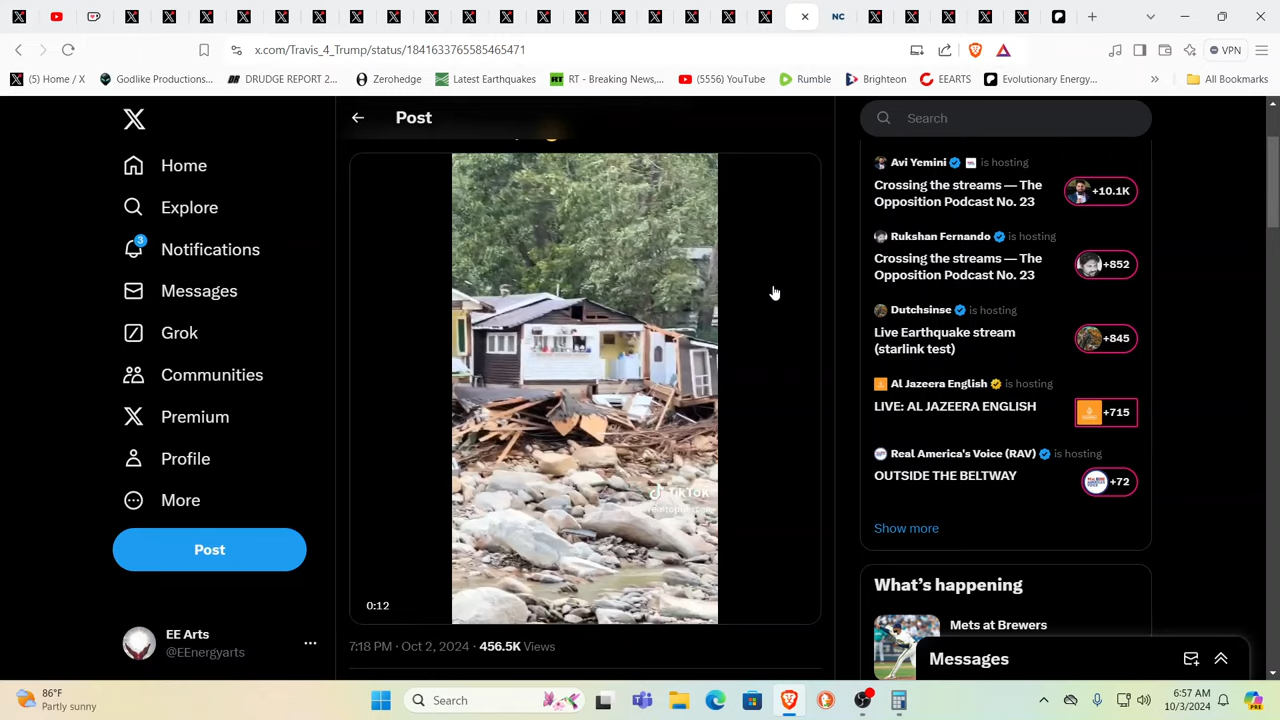 NC
x.com/Travis_4_Trump/status/1841633765585465471
VPN
(5) Home / X
Godlike Productions...
DRUDGE REPORT 2...
Zerohedge
Latest Earthquakes
RT - Breaking News,...
(5556) YouTube
Rumble
Brighteon
EEARTS
Evolutionary Energy...
All Bookmarks
Post
Search
Home
Explore
3
Notifications
Messages
Grok
Communities
Premium
Profile
More
Post
EE Arts
@EEnergyarts
TikTok
0:12
7:18 PM · Oct 2, 2024 · 456.5K Views
Avi Yemini is hosting
Crossing the streams — The
Opposition Podcast No. 23
+10.1K
Rukshan Fernando is hosting
Crossing the streams — The
Opposition Podcast No. 23
+852
Dutchsinse is hosting
Live Earthquake stream
(starlink test)
+845
Al Jazeera English is hosting
LIVE: AL JAZEERA ENGLISH
+715
Real America's Voice (RAV) is hosting
OUTSIDE THE BELTWAY
+72
Show more
What's happening
Mets at Brewers
Messages
86°F
Partly sunny
Search
6:57 AM
10/3/2024